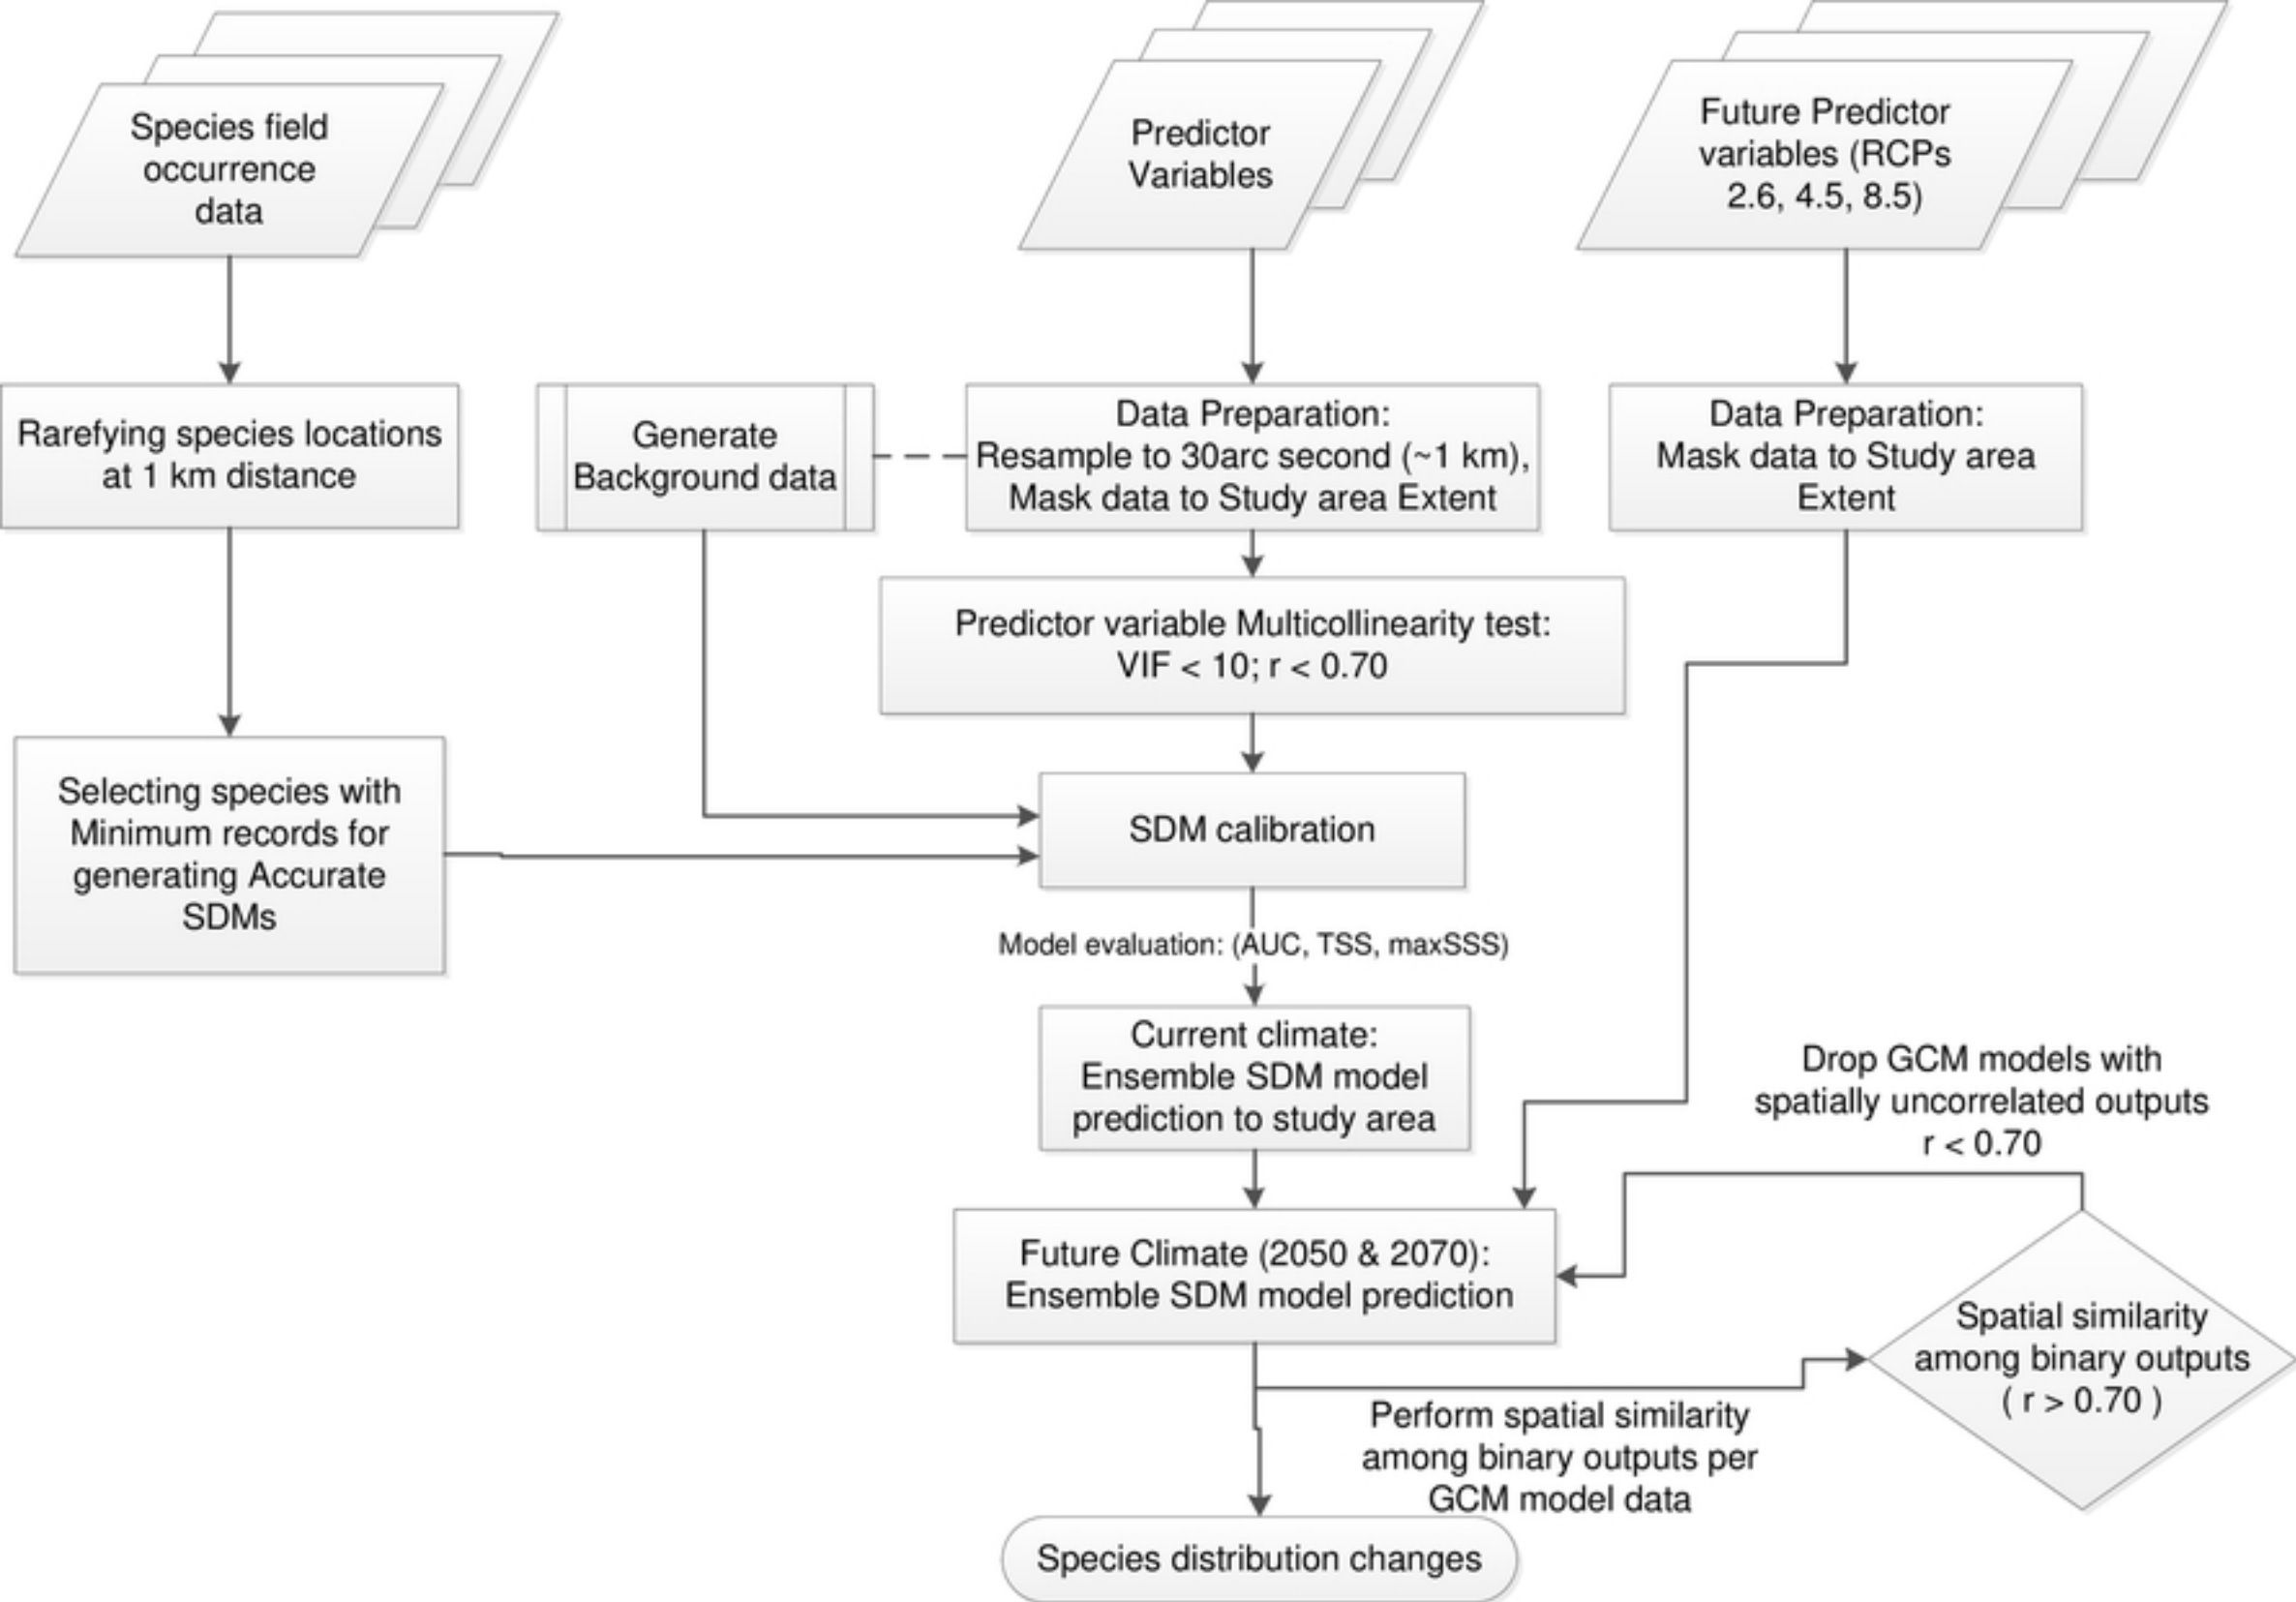 Species field
occurrence
data
Predictor
Variables
Future Predictor
variables (RCPs
2.6, 4.5, 8.5)
Rarefying species locations
at 1 km distance
Generate
Background data
Data Preparation:
Resample to 30arc second (~1 km),
Mask data to Study area Extent
Data Preparation:
Mask data to Study area
Extent
Predictor variable Multicollinearity test:
VIF < 10; r < 0.70
Selecting species with
Minimum records for
generating Accurate
SDMs
SDM calibration
Model evaluation: (AUC, TSS, maxSSS)
Current climate:
Ensemble SDM model
prediction to study area
Drop GCM models with
spatially uncorrelated outputs
r < 0.70
Future Climate (2050 & 2070):
Ensemble SDM model prediction
Spatial similarity
among binary outputs
( r > 0.70 )
Perform spatial similarity
among binary outputs per
GCM model data
Species distribution changes